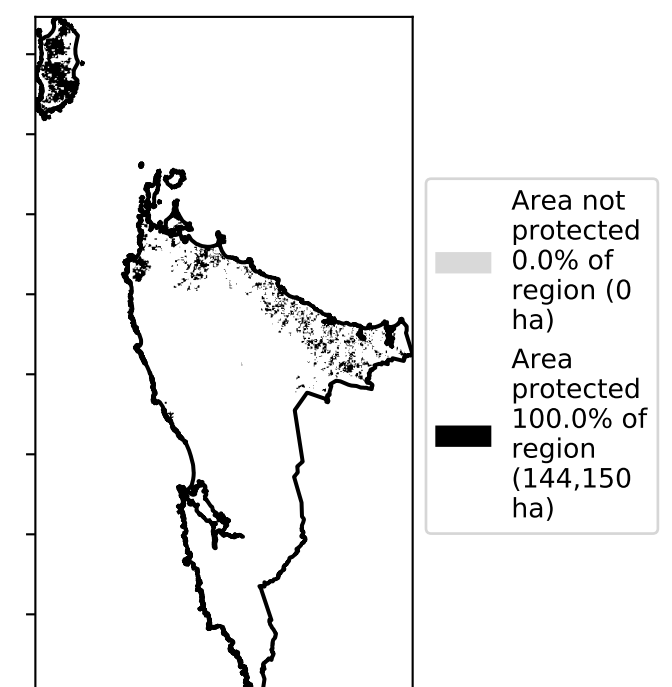 Area not
protected
0.0% of
region (0
ha)
Area
protected
100.0% of
region
(144,150
ha)